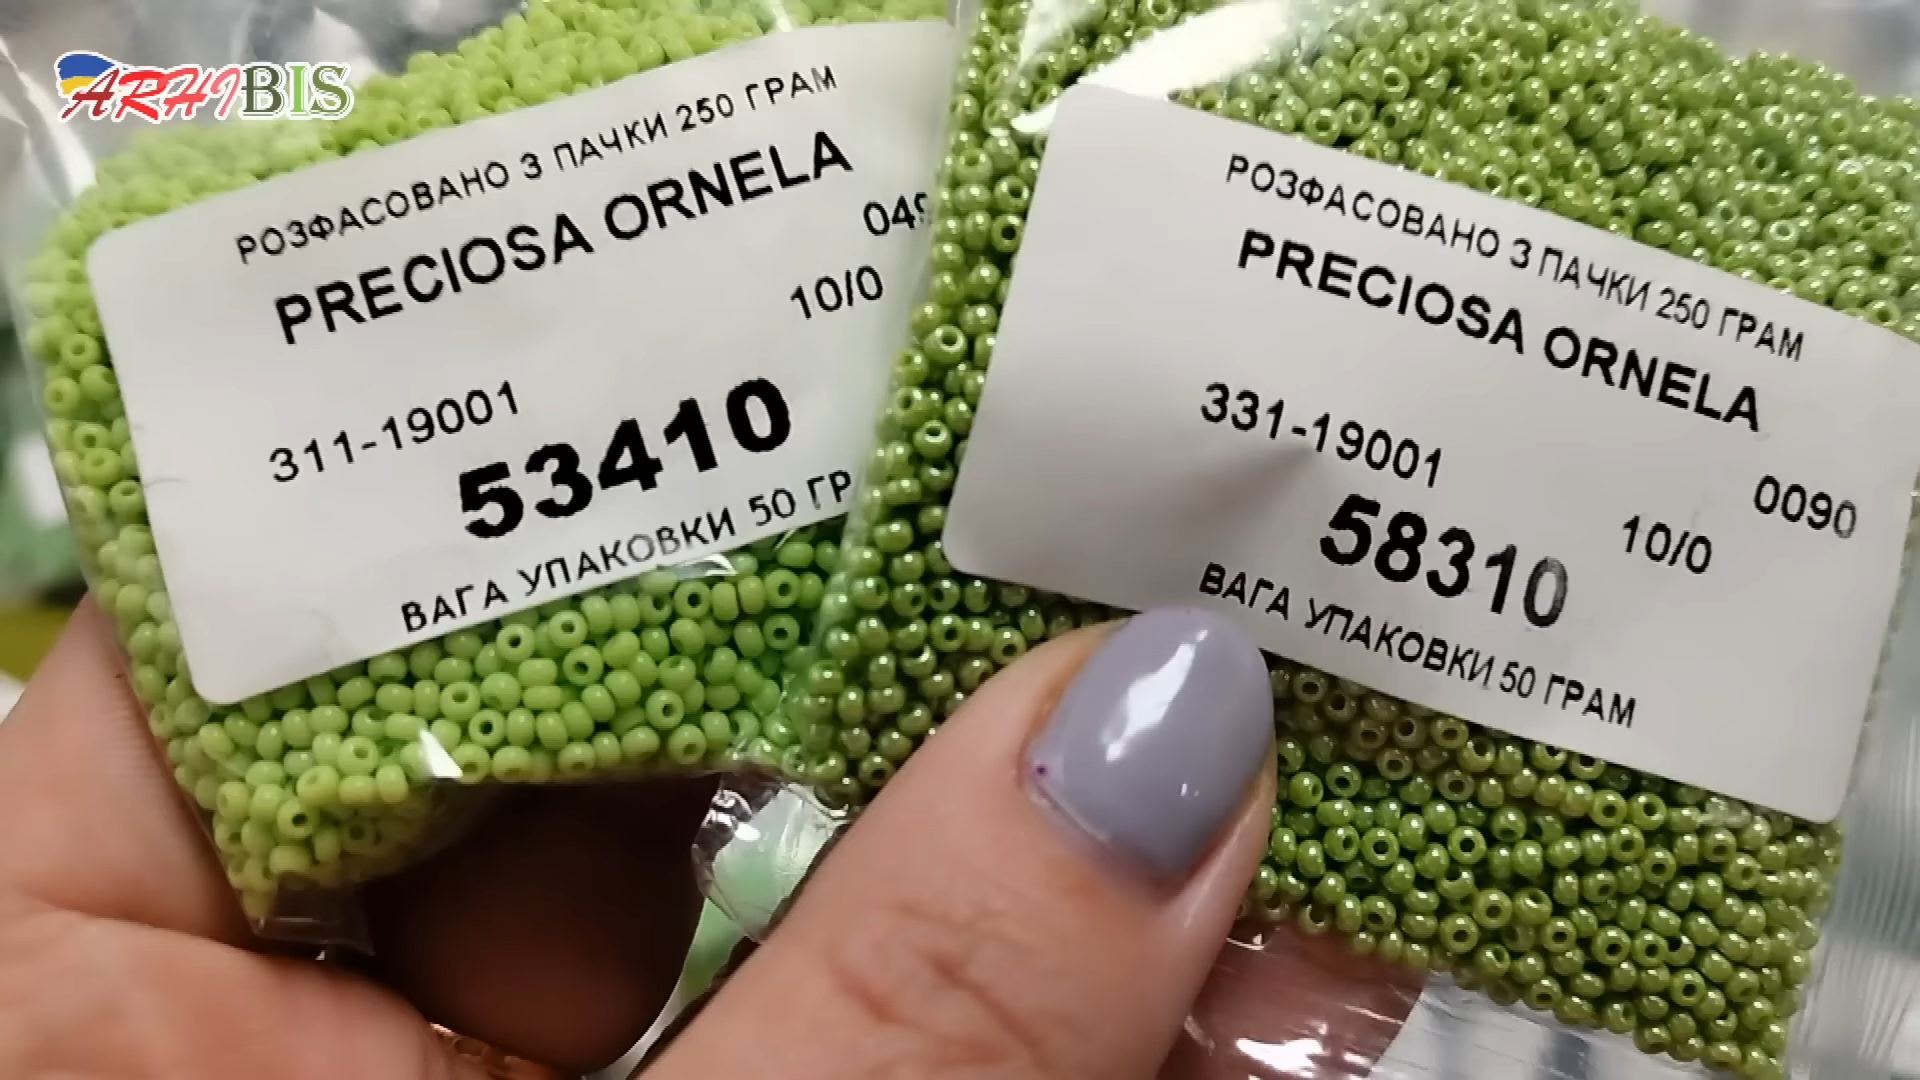 ARHIBIS
РОЗФАСОВАНО З ПАЧКИ 250 ГРАМ
PRECIOSA ORNELA
10/0
311-19001
53410
ВАГА УПАКОВКИ 50 ГР
РОЗФАСОВАНО З ПАЧКИ 250 ГРАМ
PRECIOSA ORNELA
331-19001
0090
10/0
58310
ВАГА УПАКОВКИ 50 ГРАМ